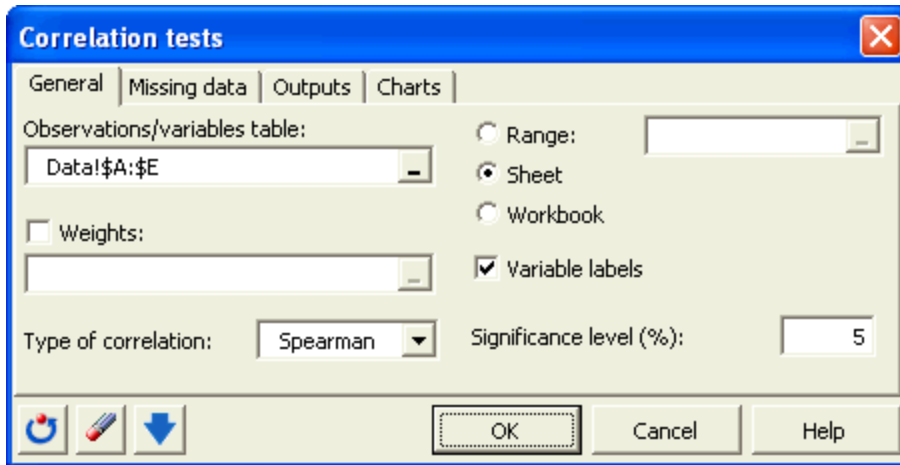 Correlation tests
General Missing data Outputs Charts
Observations/variables table:
Data!$A:$E
Range:
...
Sheet
Workbook
Weights:
Variable labels
Type of correlation: Spearman
Significance level (%): 5
OK Cancel Help